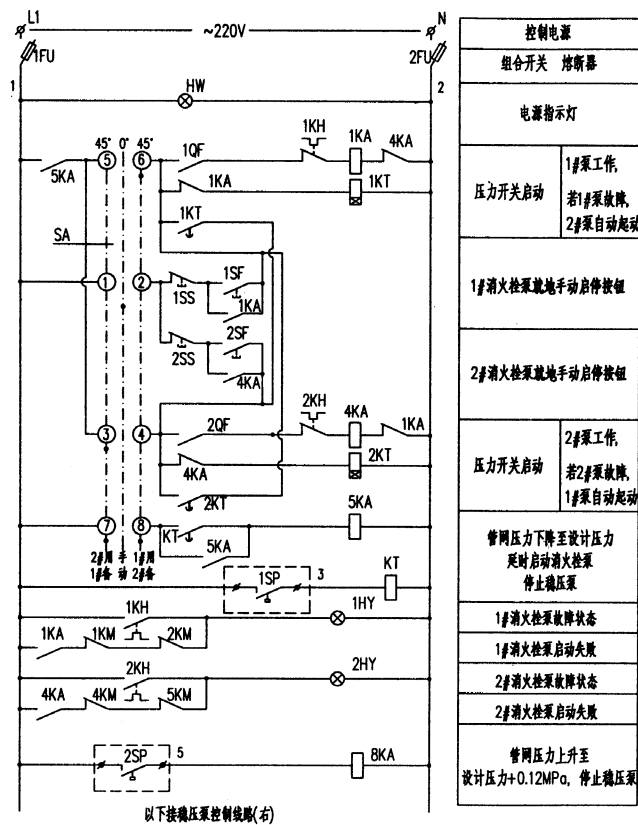 L1 ~220V N
1FU 2FU
1 2
HW
45° 0° 45°
5 6 1QF 1KH 1KA 4KA
5KA 1KA 1KT
1KT
SA
1 2 1SS 1SF
1KA
2SS 2SF
4KA
3 4 2QF 2KH 4KA 1KA
4KA 2KT
2KT
7 8 KT 5KA
5KA
2#用 手 1#用
1#备 动 2#备
1SP 3 KT
1KH 1HY
1KA 1KM 2KM
2KH 2HY
4KA 4KM 5KM
2SP 5 8KA
以下接稳压泵控制线路(右)
控制电源
组合开关 熔断器
电源指示灯
压力开关启动
1#泵工作,
若1#泵故障,
2#泵自动起动
1#消火栓泵就地手动启停按钮
2#消火栓泵就地手动启停按钮
压力开关启动
2#泵工作,
若2#泵故障,
1#泵自动起动
管网压力下降至设计压力
延时启动消火栓泵
停止稳压泵
1#消火栓泵故障状态
1#消火栓泵启动失败
2#消火栓泵故障状态
2#消火栓泵启动失败
管网压力上升至
设计压力+0.12MPa, 停止稳压泵